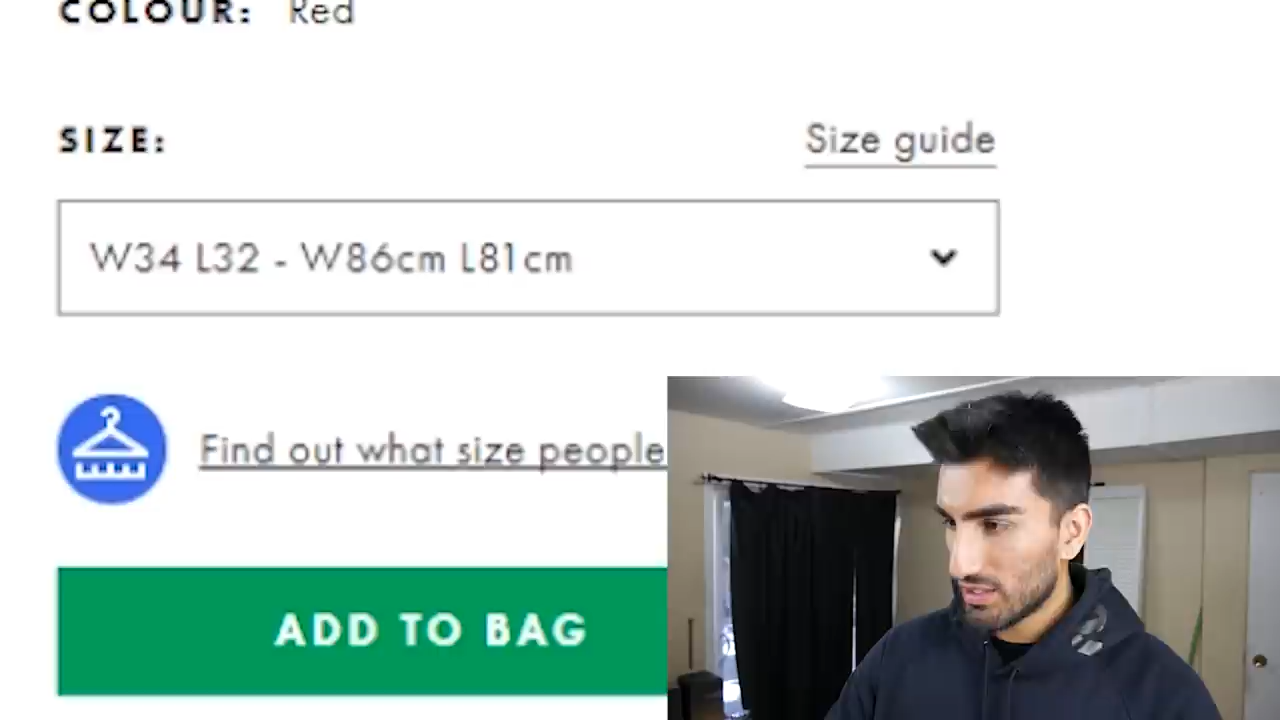 COLOUR: Red
SIZE: Size guide
W34 L32 - W86cm L81cm
Find out what size people
ADD TO BAG